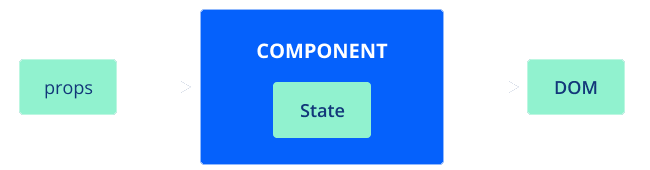 props
COMPONENT
State
DOM